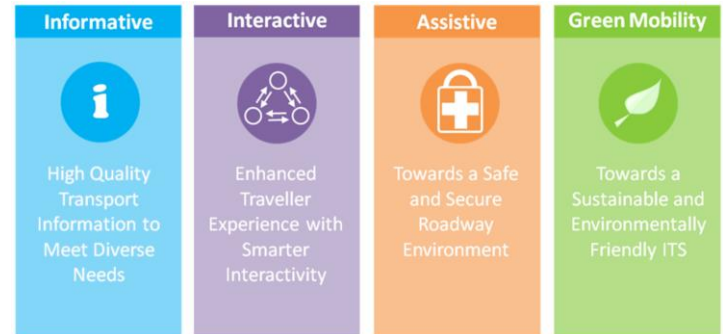 Informative
i
High Quality
Transport
Information to
Meet Diverse
Needs
Interactive
Enhanced
Traveller
Experience with
Smarter
Interactivity
Assistive
Towards a Safe
and Secure
Roadway
Environment
Green Mobility
Towards a
Sustainable and
Environmentally
Friendly ITS